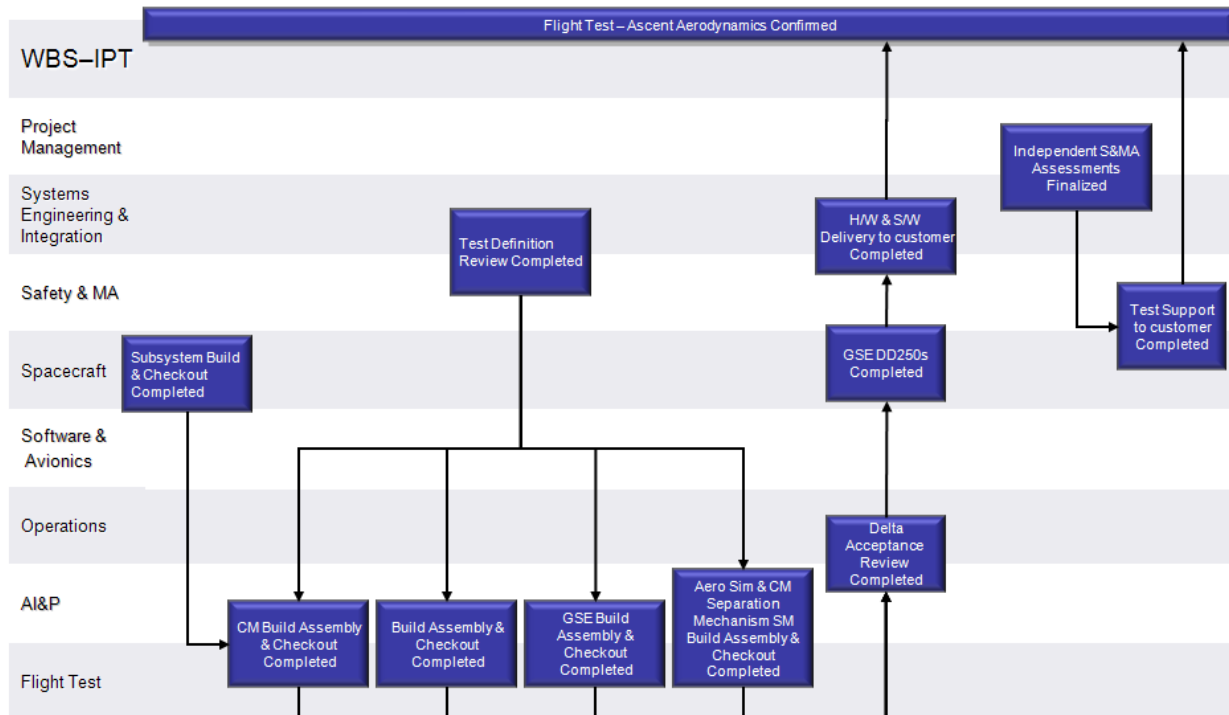 Flight Test – Ascent Aerodynamics Confirmed
WBS–IPT
Project
Management
Independent S&MA
Assessments
Finalized
Systems
Engineering &
Integration
H/W & S/W
Delivery to customer
Completed
Test Definition
Review Completed
Safety & MA
Test Support
to customer
Completed
Spacecraft
Subsystem Build
& Checkout
Completed
GSE DD250s
Completed
Software &
Avionics
Operations
Delta
Acceptance
Review
Completed
AI&P
CM Build Assembly
& Checkout
Completed
Build Assembly &
Checkout
Completed
GSE Build
Assembly &
Checkout
Completed
Aero Sim & CM
Separation
Mechanism SM
Build Assembly &
Checkout
Completed
Flight Test